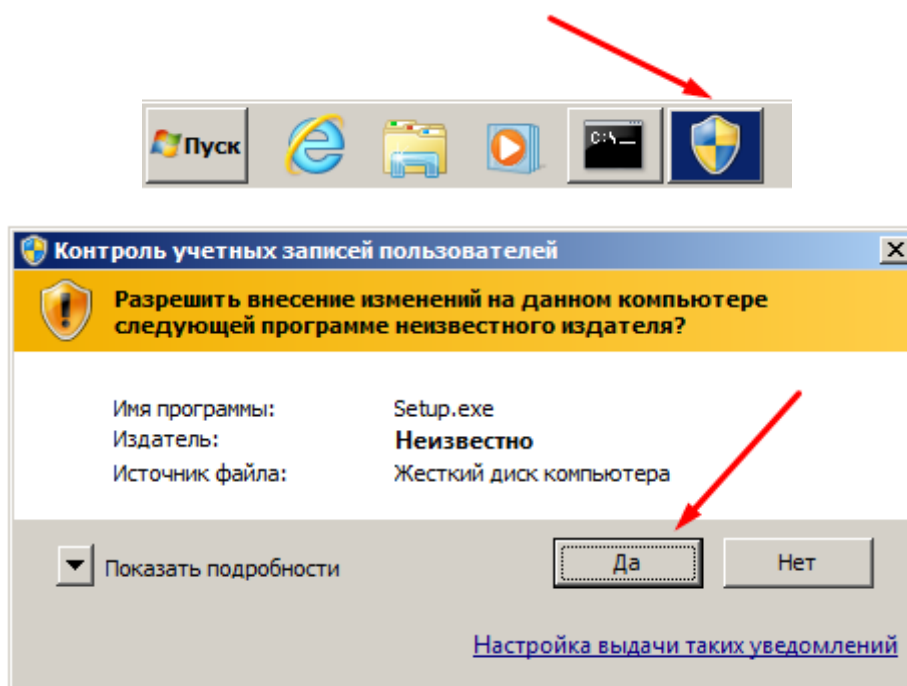 Пуск
C:\_
Контроль учетных записей пользователей
Разрешить внесение изменений на данном компьютере
следующей программе неизвестного издателя?
Имя программы: Setup.exe
Издатель: Неизвестно
Источник файла: Жесткий диск компьютера
Показать подробности Да Нет
Настройка выдачи таких уведомлений